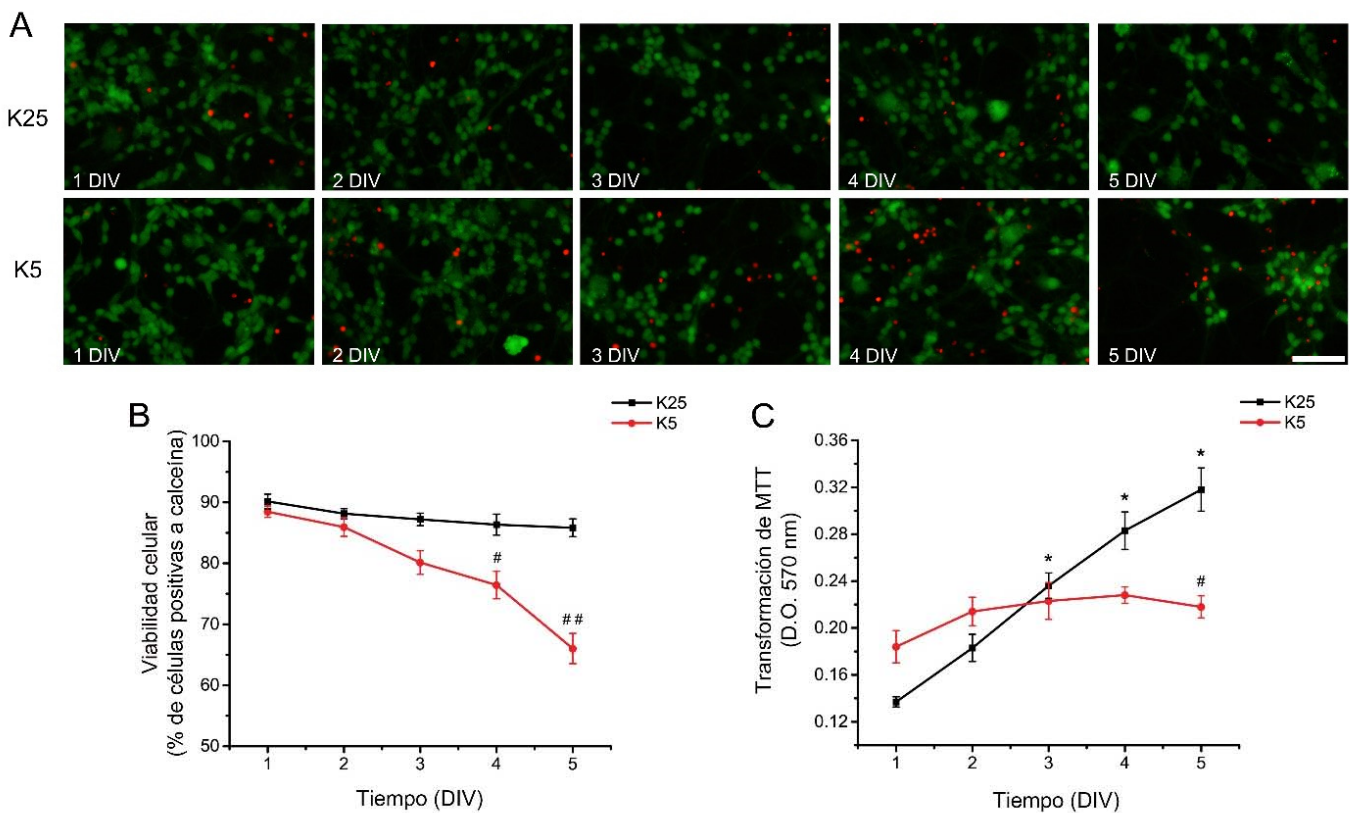 A
K25
1 DIV
2 DIV
3 DIV
4 DIV
5 DIV
K5
1 DIV
2 DIV
3 DIV
4 DIV
5 DIV
B
K25
K5
Viabilidad celular
(% de células positivas a calceína)
100
90
80
70
60
50
#
##
1 2 3 4 5
Tiempo (DIV)
C
K25
K5
Transformación de MTT
(D.O. 570 nm)
0.36
0.32
0.28
0.24
0.20
0.16
0.12
*
*
*
#
1 2 3 4 5
Tiempo (DIV)